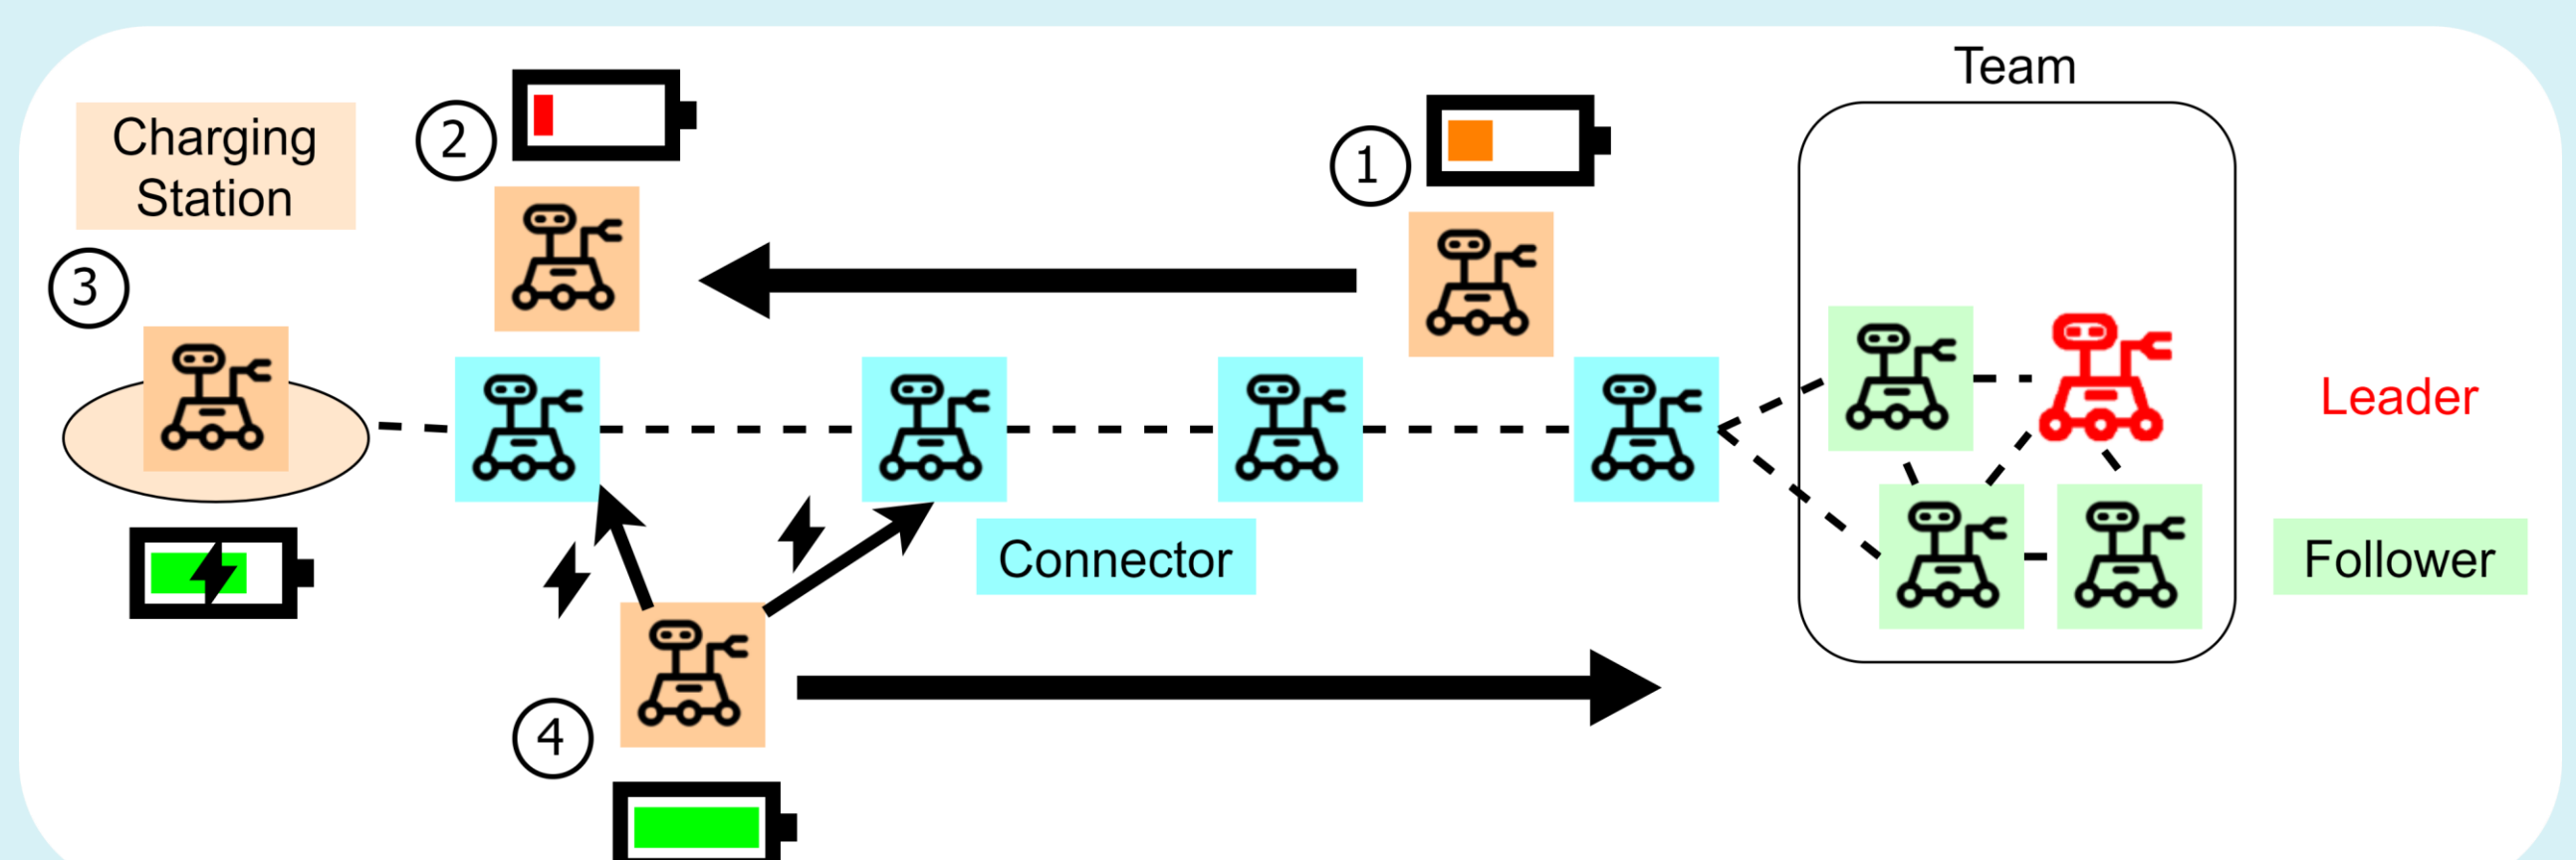 Team
Charging
Station
2
1
3
Leader
Connector
Follower
4